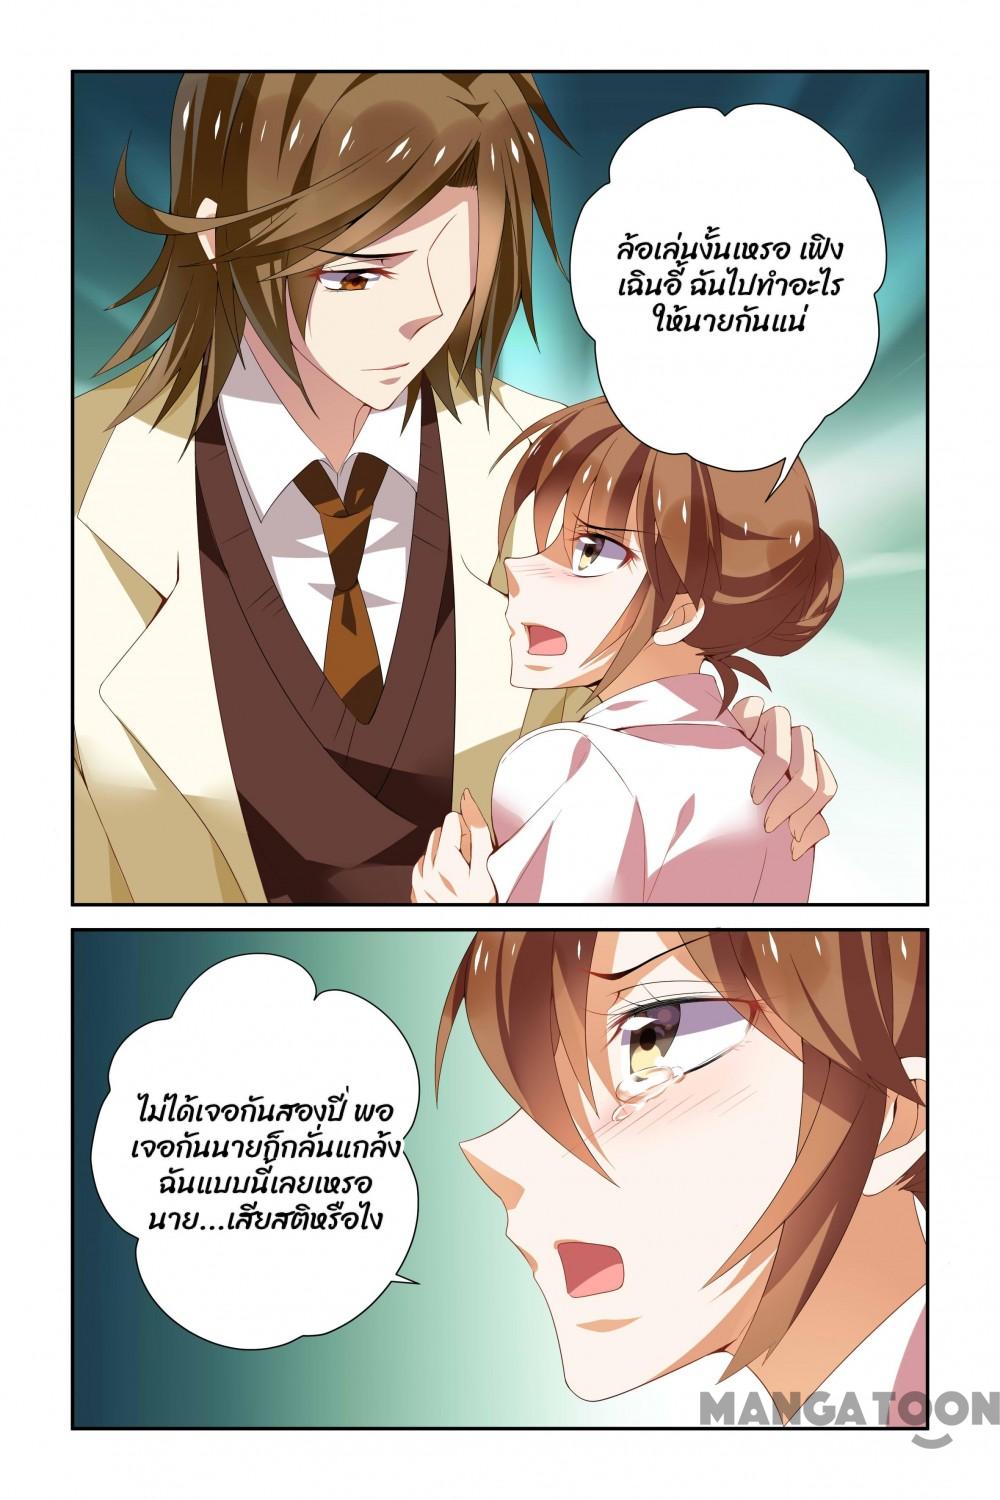 ล้อเล่นงั้นเหรอ เฟิง
เฉินอี้ ฉันไปทำอะไร
ให้นายกันแน่
ไม่ได้เจอกันสองปี่ พอ
เจอกันนายก็กลั่นแกล้ง
ฉันแบบนี้เลยเหรอ
นาย...เสียสติหรือไง
MANGATOON